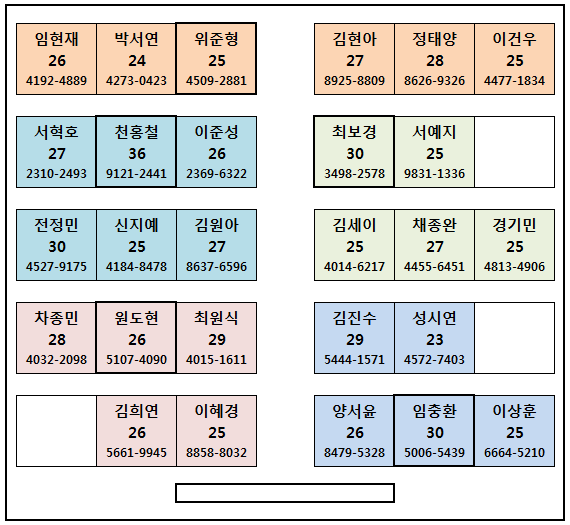 임현재 박서연 위준형 김현아 정태양 이건우
26 24 25 27 28 25
4192-4889 4273-0423 4509-2881 8925-8809 8626-9326 4477-1834
서혁호 천홍철 이준성 최보경 서예지
27 36 26 30 25
2310-2493 9121-2441 2369-6322 3498-2578 9831-1336
전정민 신지예 김원아 김세이 채종완 경기민
30 25 27 25 27 25
4527-9175 4184-8478 8637-6596 4014-6217 4455-6451 4813-4906
차종민 원도현 최원식 김진수 성시연
28 26 29 29 23
4032-2098 5107-4090 4015-1611 5444-1571 4572-7403
김희연 이혜경 양서윤 임충환 이상훈
26 25 26 30 25
5661-9945 8858-8032 8479-5328 5006-5439 6664-5210